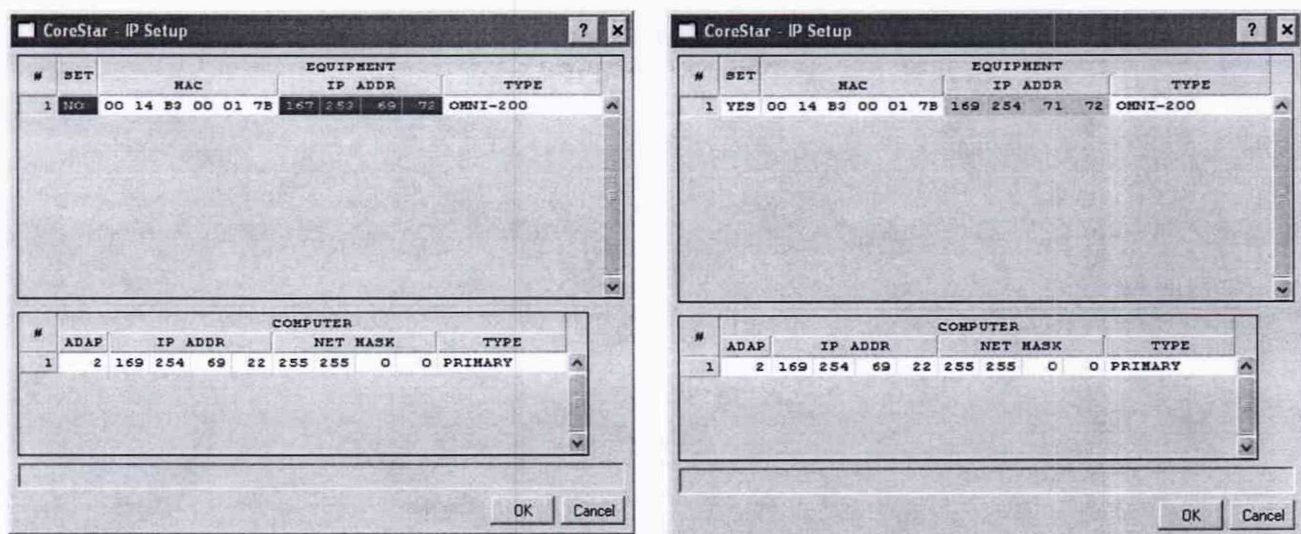 CoreStar - IP Setup
# SET EQUIPMENT
MAC IP ADDR TYPE
1 NO 00 14 B3 00 01 7B 167 253 69 72 OMNI-200
# COMPUTER
ADAP IP ADDR NET MASK TYPE
1 2 169 254 69 22 255 255 0 0 PRIMARY
OK Cancel
CoreStar - IP Setup
# SET EQUIPMENT
MAC IP ADDR TYPE
1 YES 00 14 B3 00 01 7B 169 254 71 72 OMNI-200
# COMPUTER
ADAP IP ADDR NET MASK TYPE
1 2 169 254 69 22 255 255 0 0 PRIMARY
OK Cancel